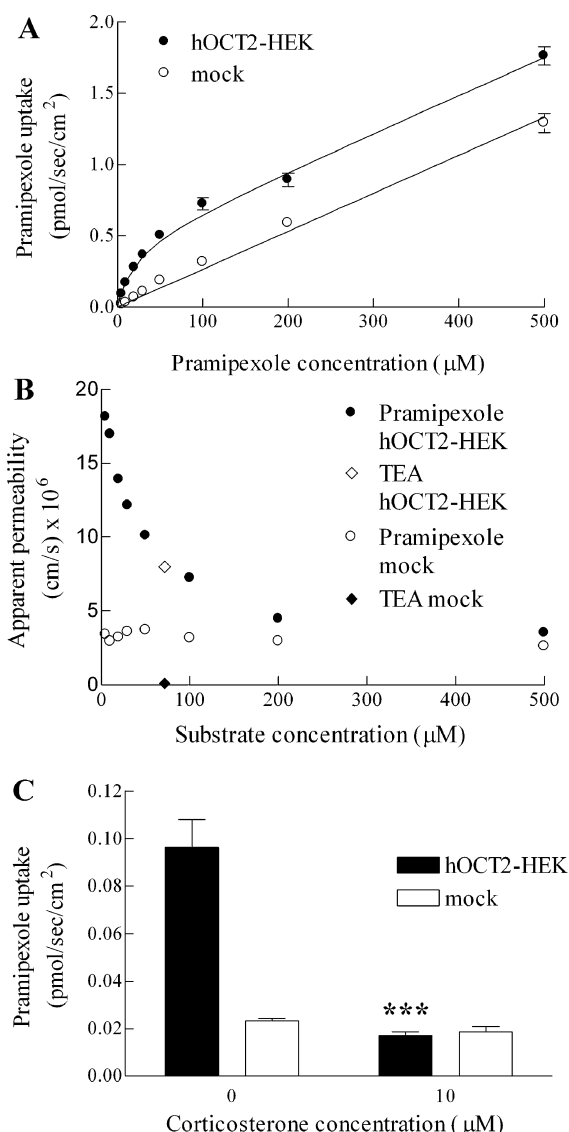 A
hOCT2-HEK
mock
Pramipexole uptake
(pmol/sec/cm2)
2.0
1.5
1.0
0.5
0.0
0 100 200 300 400 500
Pramipexole concentration (μM)
B
Pramipexole
hOCT2-HEK
TEA
hOCT2-HEK
Pramipexole
mock
TEA mock
Apparent permeability
(cm/s) x 10^6
20
15
10
5
0
0 100 200 300 400 500
Substrate concentration (μM)
C
hOCT2-HEK
mock
Pramipexole uptake
(pmol/sec/cm2)
0.12
0.10
0.08
0.06
0.04
0.02
0.00
***
0 10
Corticosterone concentration (μM)